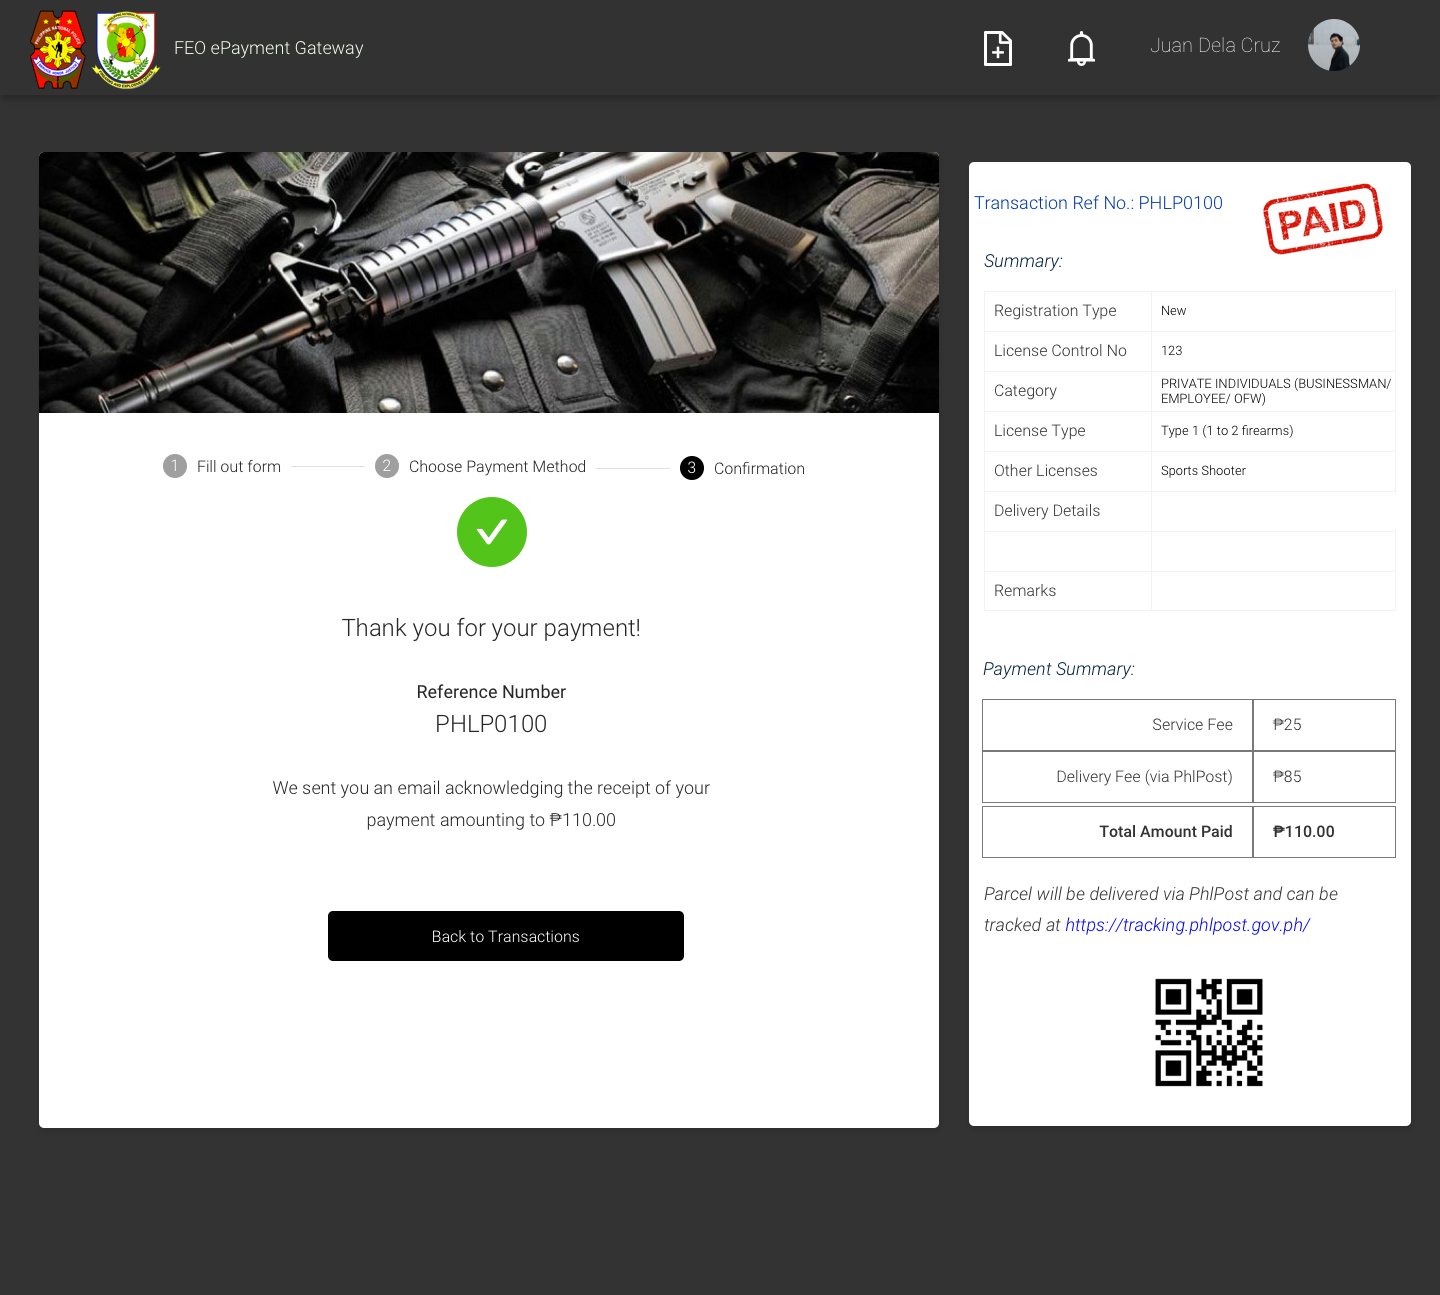 FEO ePayment Gateway
Juan Dela Cruz
1 Fill out form
2 Choose Payment Method
3 Confirmation
Thank you for your payment!
Reference Number
PHLP0100
We sent you an email acknowledging the receipt of your
payment amounting to ₱110.00
Back to Transactions
Transaction Ref No.: PHLP0100
PAID
Summary:
Registration Type New
License Control No 123
Category PRIVATE INDIVIDUALS (BUSINESSMAN/
EMPLOYEE/ OFW)
License Type Type 1 (1 to 2 firearms)
Other Licenses Sports Shooter
Delivery Details
Remarks
Payment Summary:
Service Fee ₱25
Delivery Fee (via PhlPost) ₱85
Total Amount Paid ₱110.00
Parcel will be delivered via PhlPost and can be
tracked at https://tracking.phlpost.gov.ph/